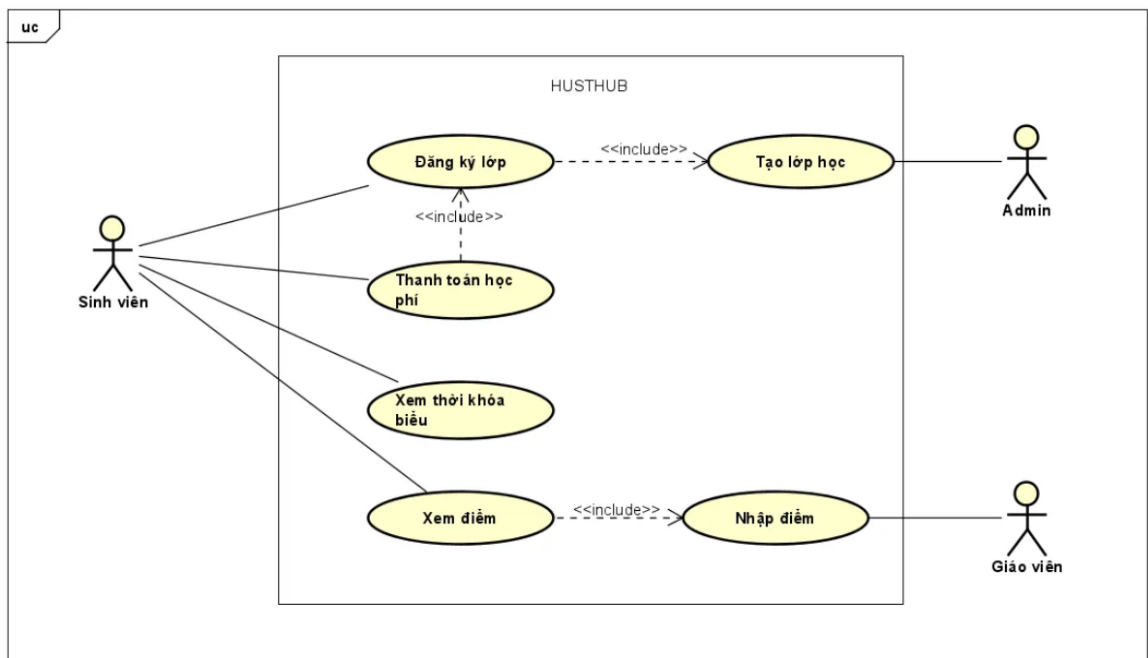 uc
HUSTHUB
Đăng ký lớp
<<include>>
Tạo lớp học
Admin
<<include>>
Sinh viên
Thanh toán học
phí
Xem thời khóa
biểu
Xem điểm
<<include>>
Nhập điểm
Giáo viên